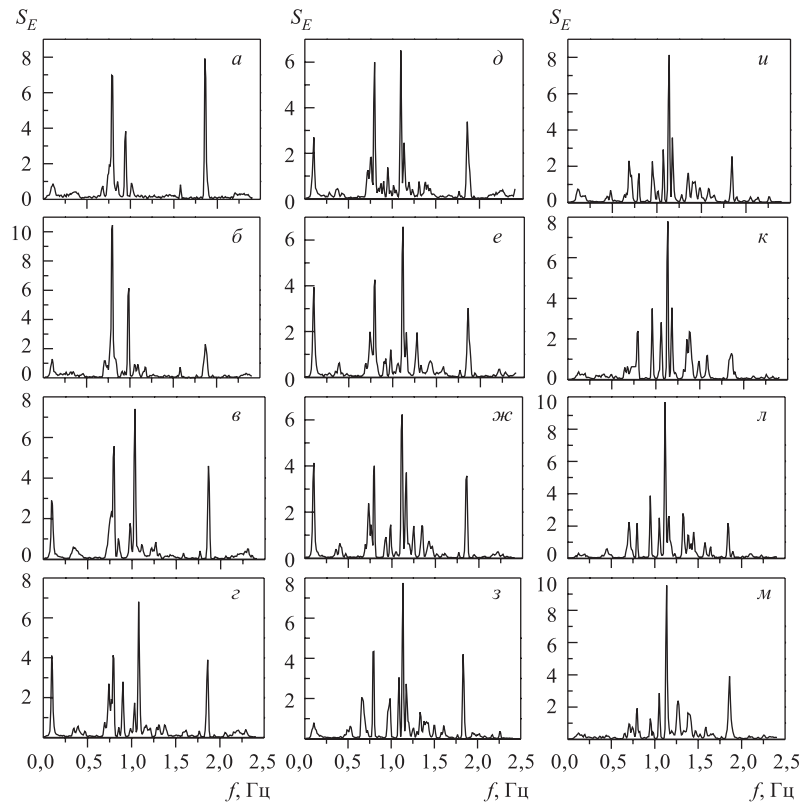 S_E S_E S_E
8 6 4 2 0 а
6 4 2 0 д
8 6 4 2 0 и
10 8 6 4 2 0 б
6 4 2 0 е
8 6 4 2 0 к
8 6 4 2 0 в
6 4 2 0 ж
10 8 6 4 2 0 л
8 6 4 2 г
8 6 4 2 з
10 8 6 4 2 м
0,0 0,5 1,0 1,5 2,0 2,5 0,0 0,5 1,0 1,5 2,0 2,5 0,0 0,5 1,0 1,5 2,0 2,5
f, Гц f, Гц f, Гц